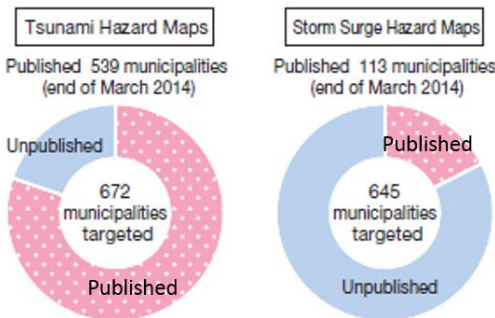 Tsunami Hazard Maps
Published 539 municipalities
(end of March 2014)
Unpublished
672
municipalities
targeted
Published
Storm Surge Hazard Maps
Published 113 municipalities
(end of March 2014)
Published
645
municipalities
targeted
Unpublished